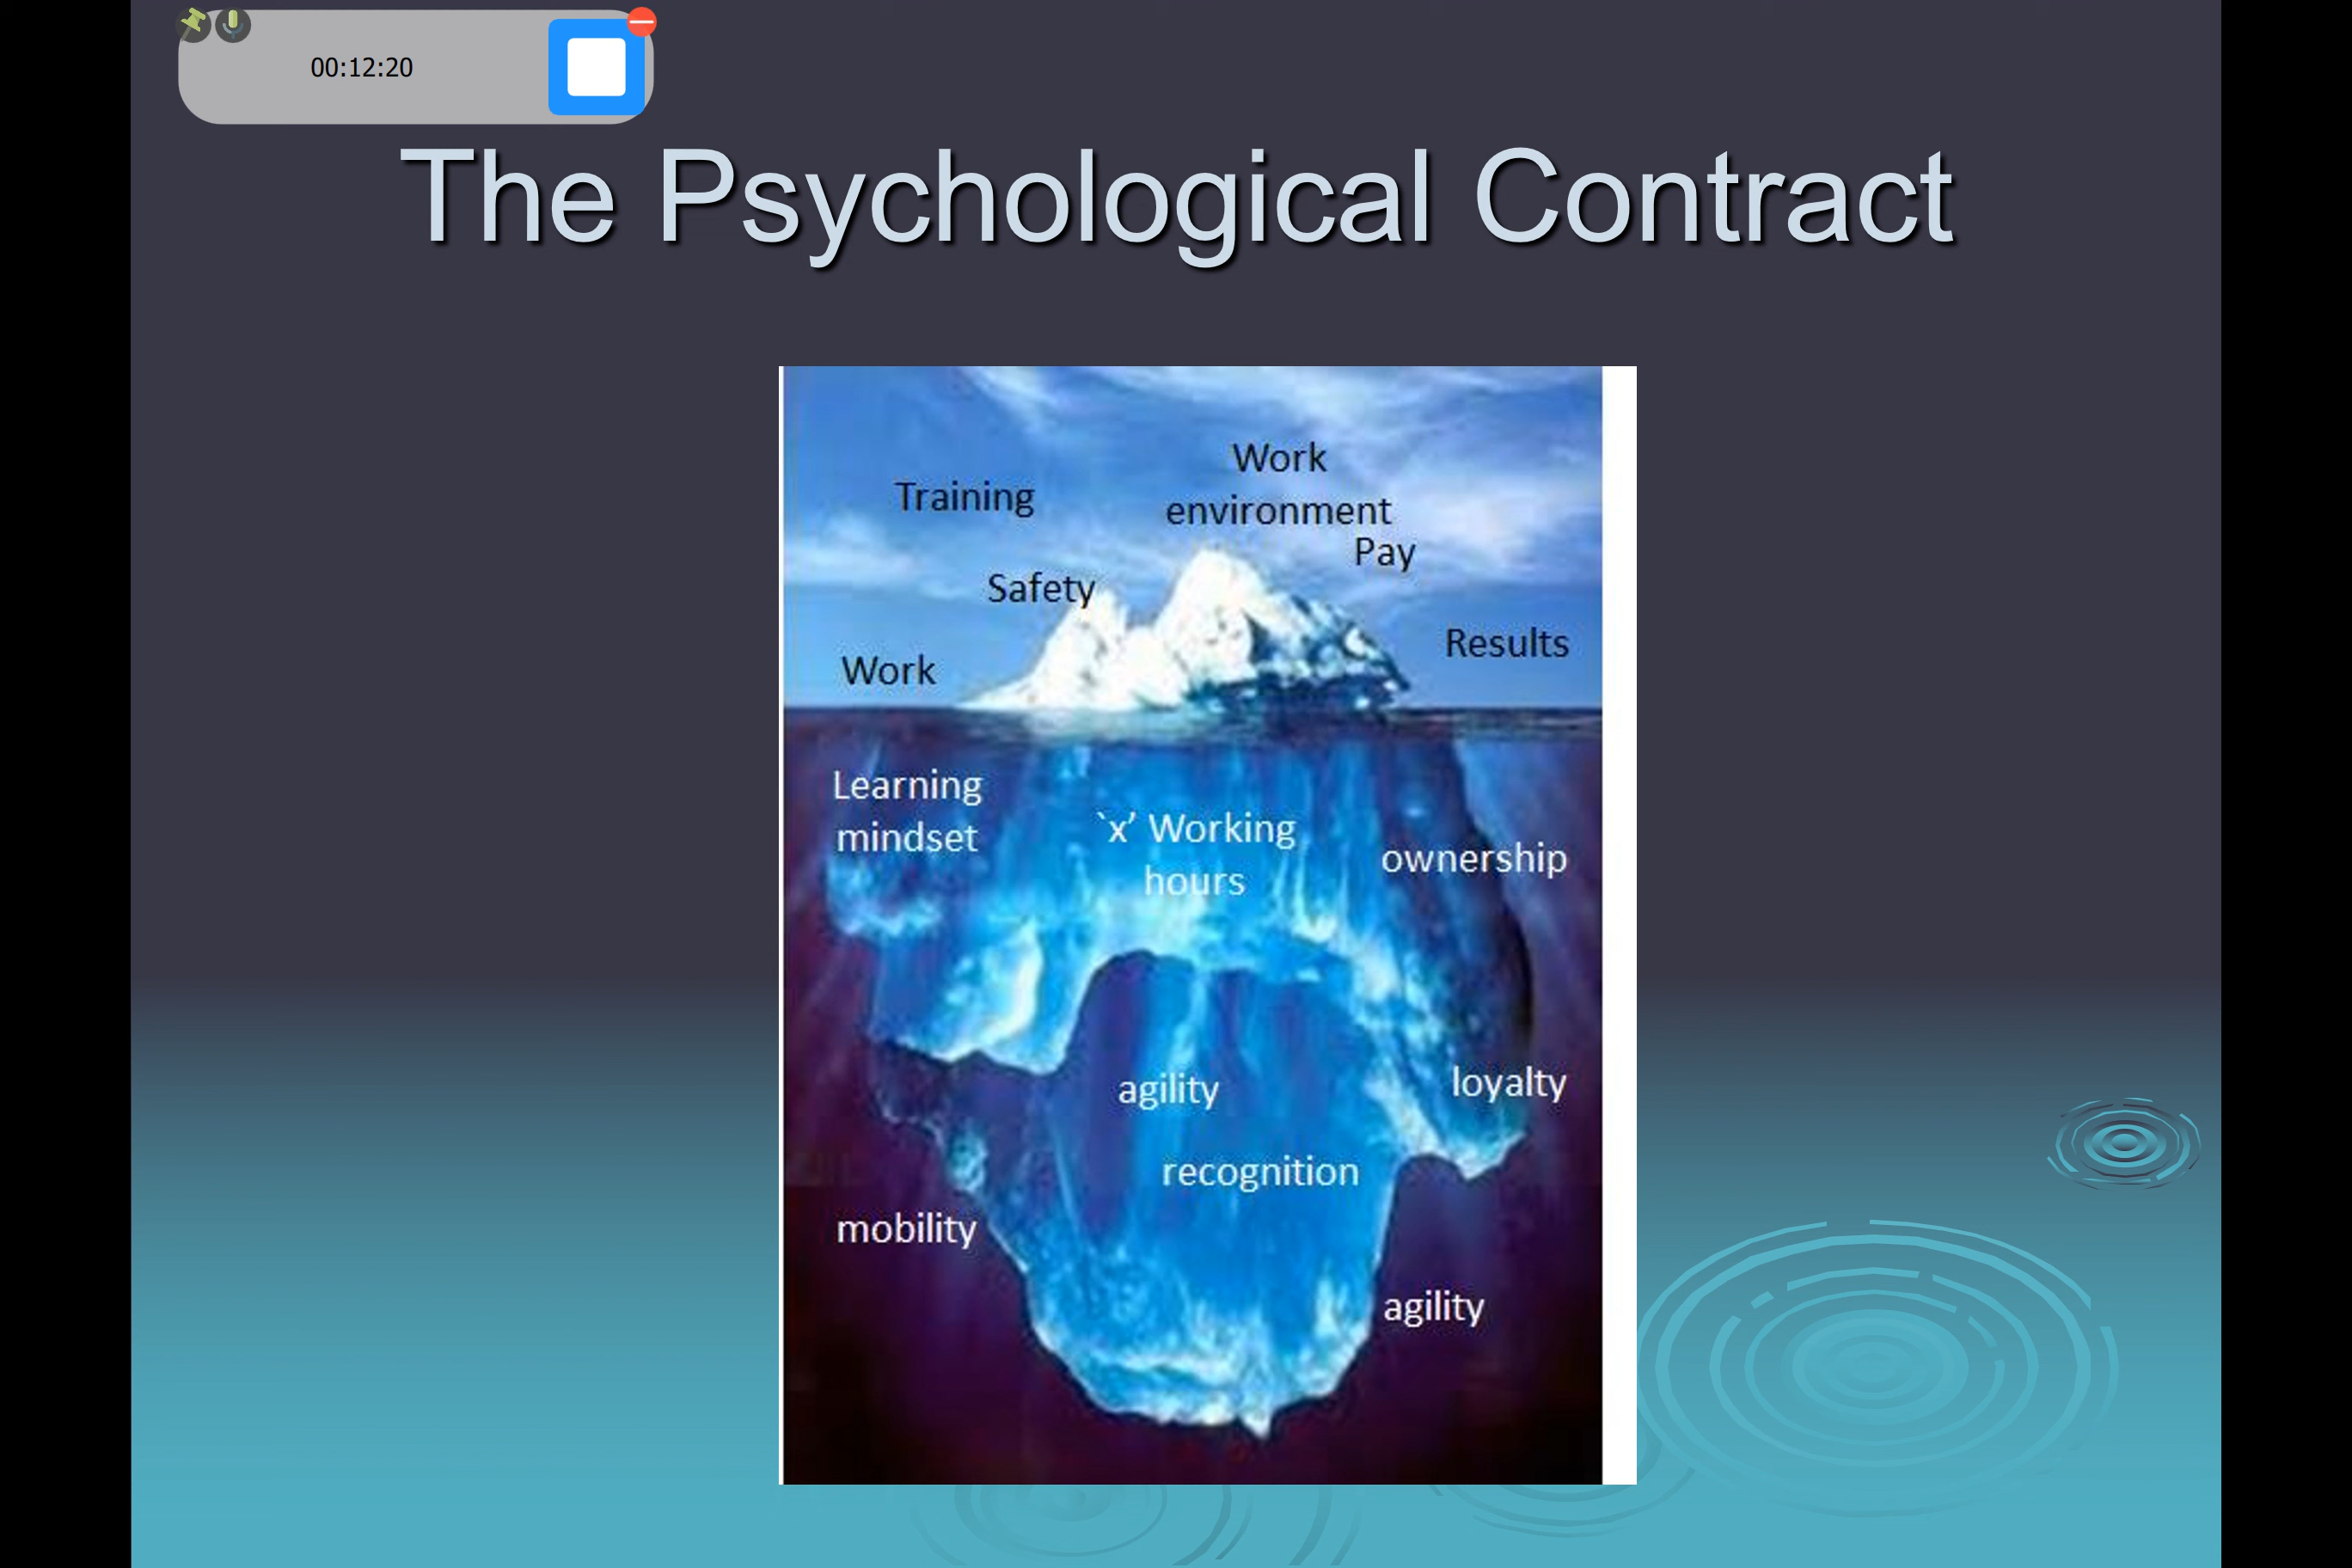 00:12:20
The Psychological Contract
Work
environment
Training
Pay
Safety
Results
Work
Learning
mindset
`x’ Working
hours
ownership
agility
loyalty
recognition
mobility
agility